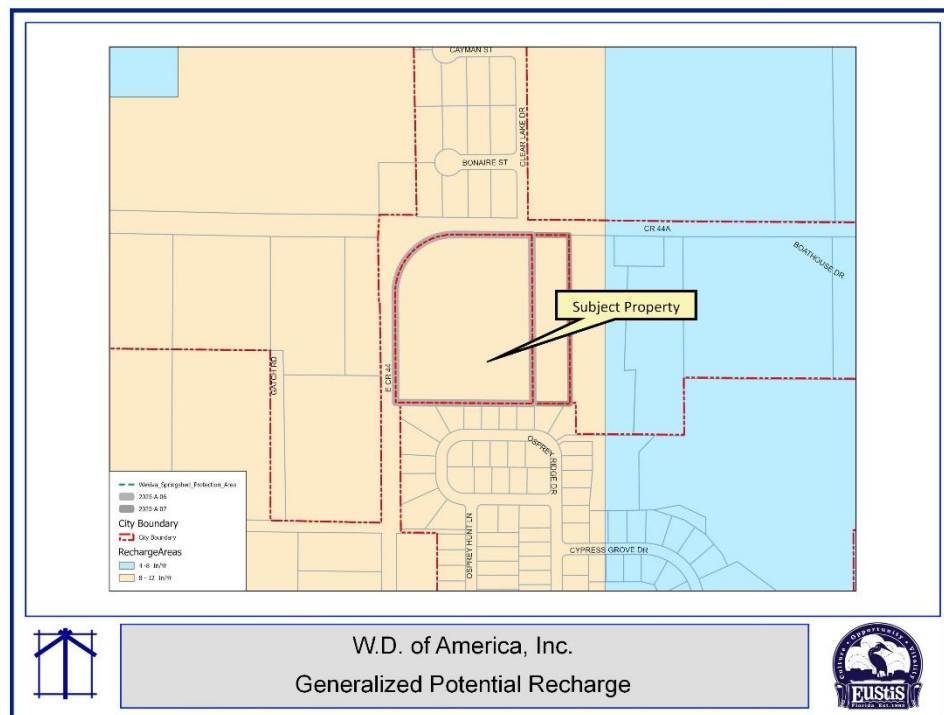 CAYMAN ST
CLEAR LAKE DR
BONAIRE ST
CR 44A
BOATHOUSE DR
Subject Property
GATCH RD
E CR 44
OSPREY RIDGE DR
OSPREY HUNT LN
CYPRESS GROVE DR
Wekiva_Springshed_Protection_Area
2025-A-06
2025-A-07
City Boundary
City Boundary
RechargeAreas
4 -8 In/Yr
8 - 12 In/Yr
W.D. of America, Inc.
Generalized Potential Recharge
Culture • Opportunity • Vitality
EUSTIS
Florida Est. 1883